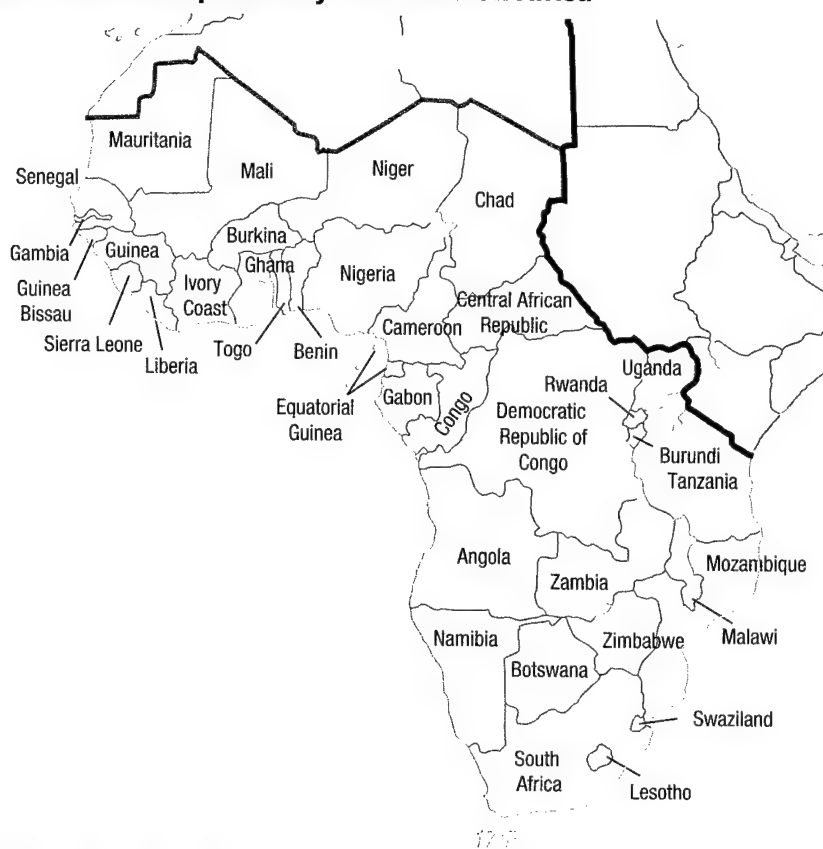 Mauritania
Mali
Niger
Chad
Senegal
Gambia
Guinea
Bissau
Guinea
Sierra Leone
Liberia
Ivory
Coast
Burkina
Ghana
Togo
Benin
Nigeria
Cameroon
Central African
Republic
Equatorial
Guinea
Gabon
Congo
Democratic
Republic of
Congo
Uganda
Rwanda
Burundi
Tanzania
Angola
Zambia
Mozambique
Malawi
Namibia
Botswana
Zimbabwe
Swaziland
South
Africa
Lesotho